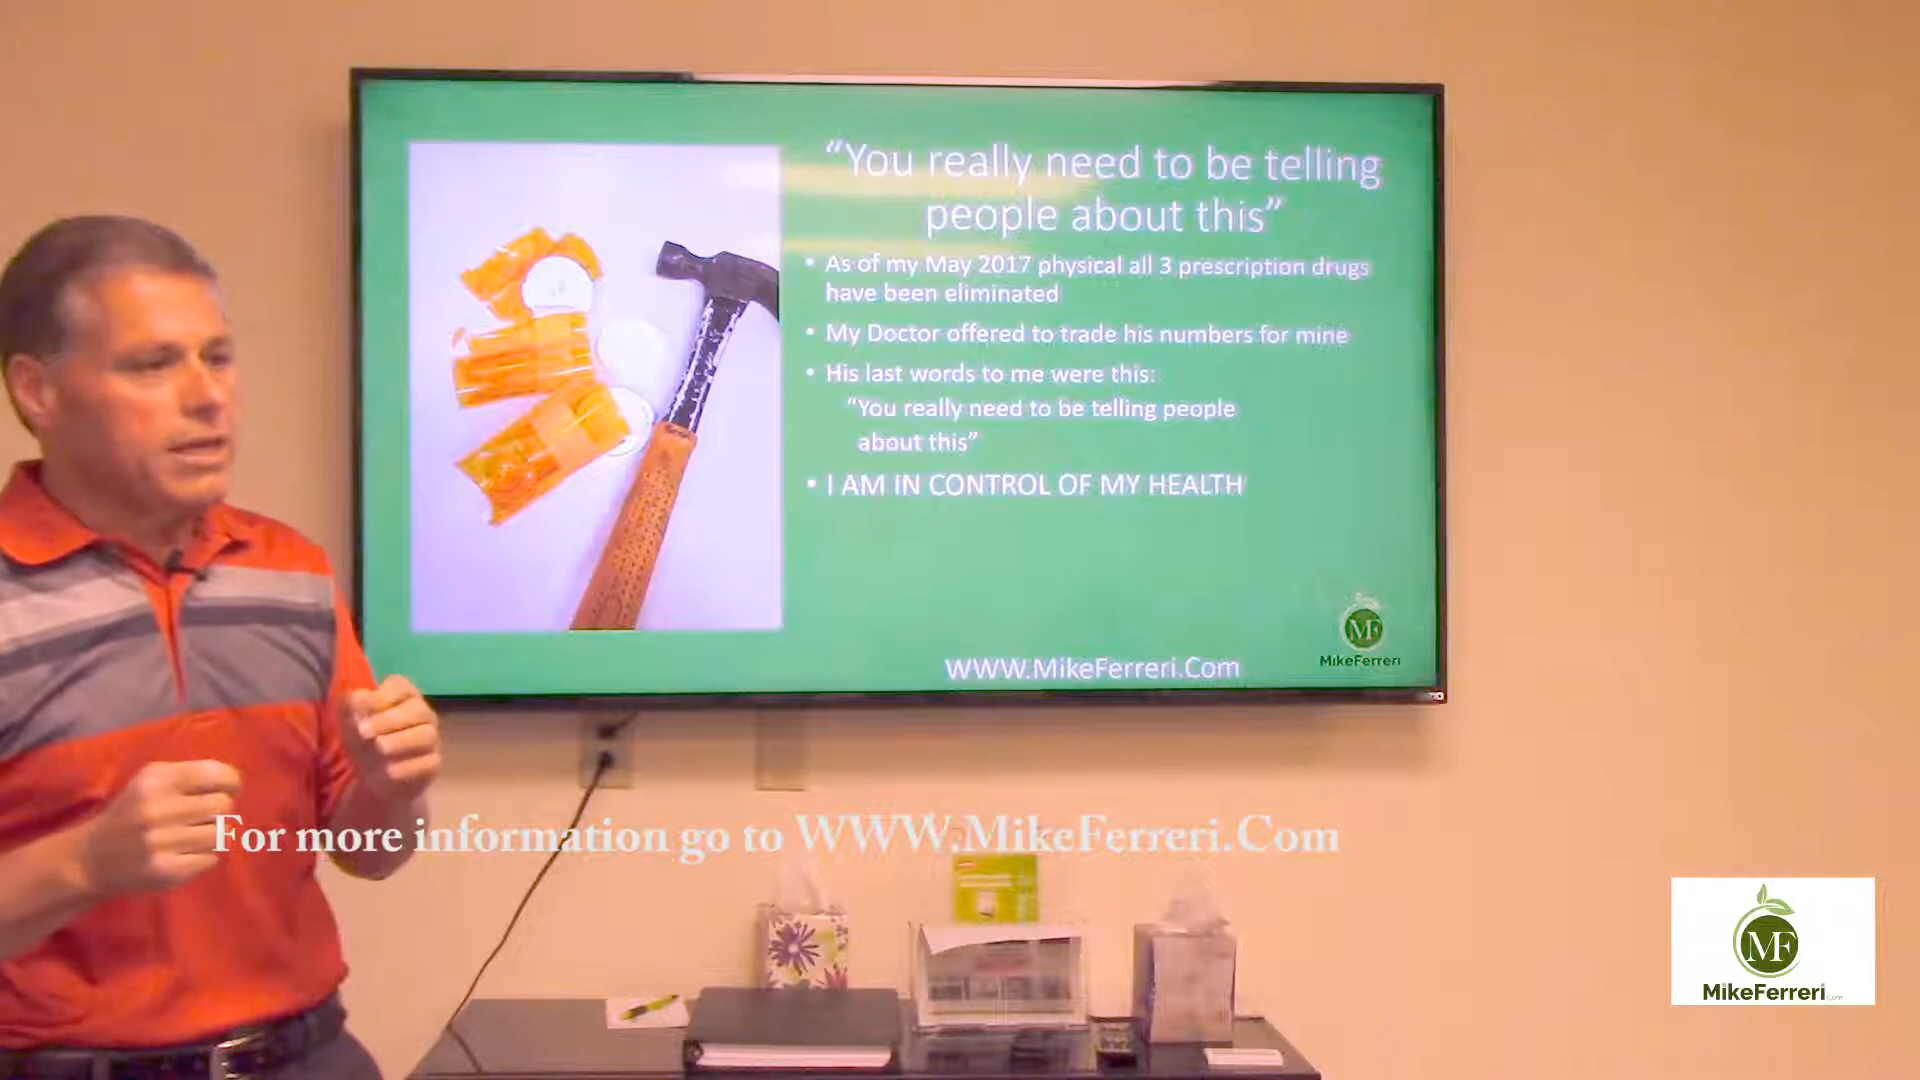 “You really need to be telling
people about this”
• As of my May 2017 physical all 3 prescription drugs
have been eliminated
• My Doctor offered to trade his numbers for mine
• His last words to me were this:
“You really need to be telling people
about this”
• I AM IN CONTROL OF MY HEALTH
MF
MikeFerreri
WWW.MikeFerreri.Com
For more information go to WWW.MikeFerreri.Com
MF
MikeFerreri.Com